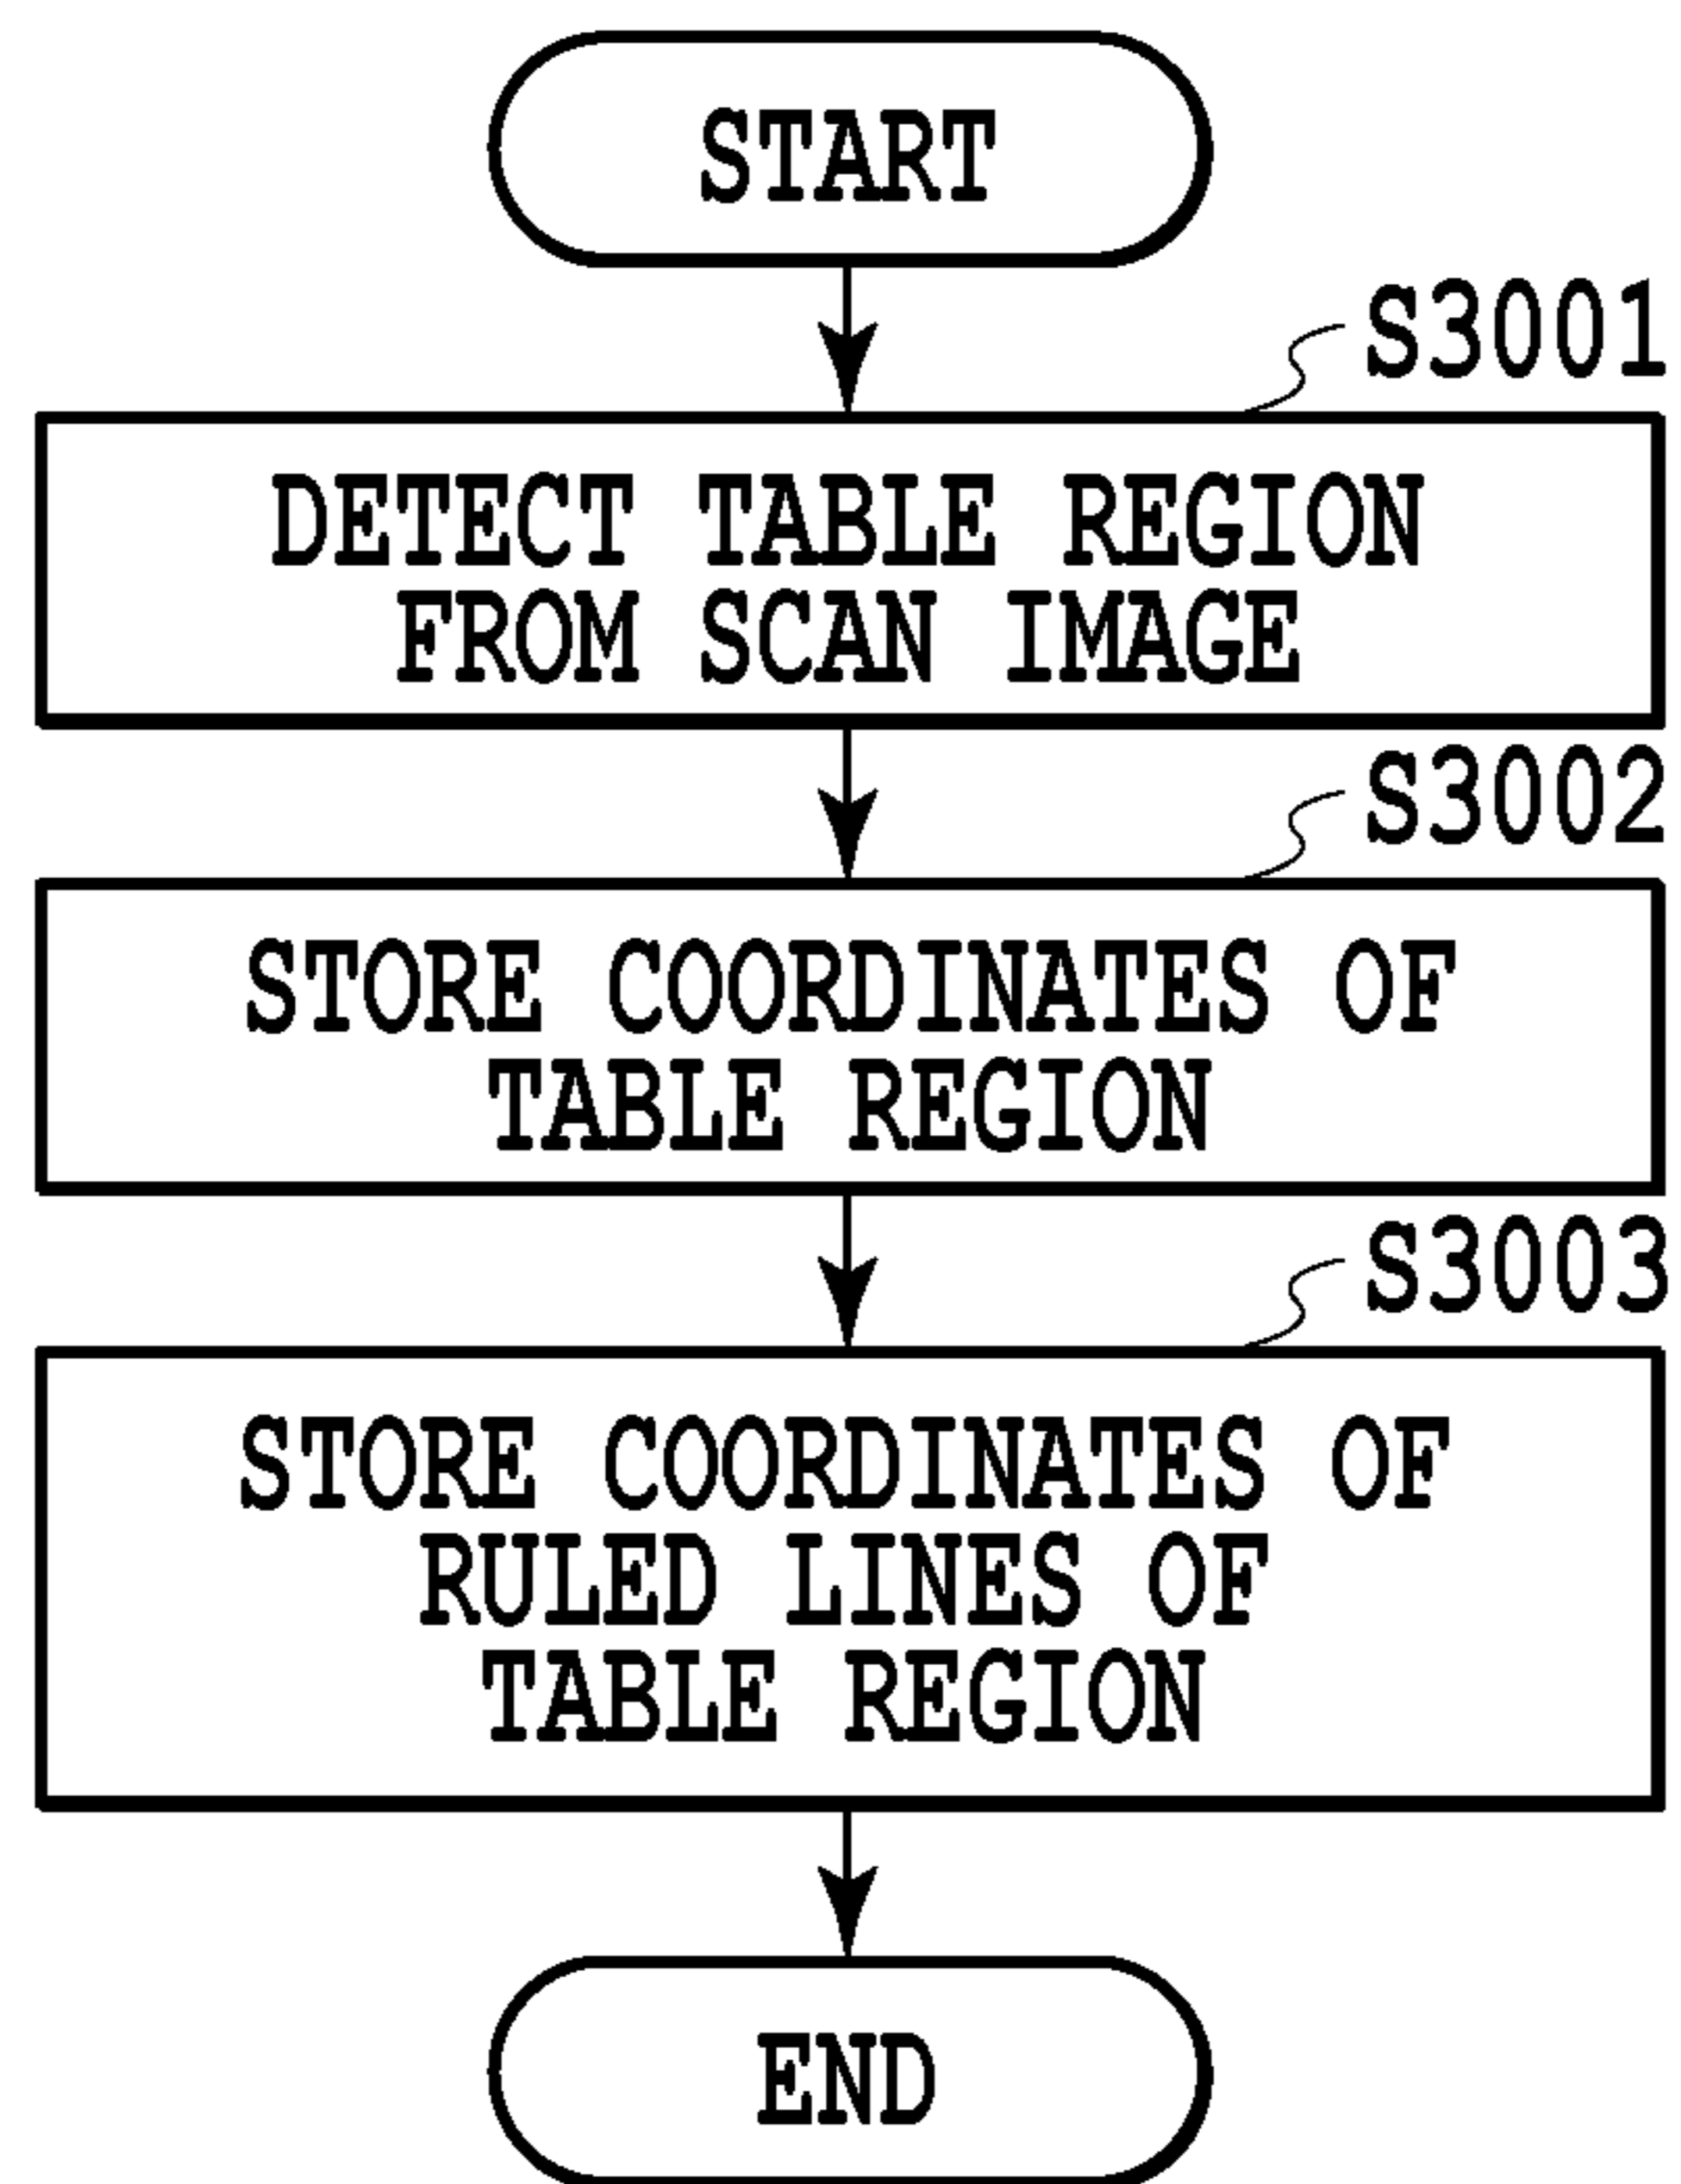 START
S3001
DETECT TABLE REGION
FROM SCAN IMAGE
S3002
STORE COORDINATES OF
TABLE REGION
S3003
STORE COORDINATES OF
RULED LINES OF
TABLE REGION
END